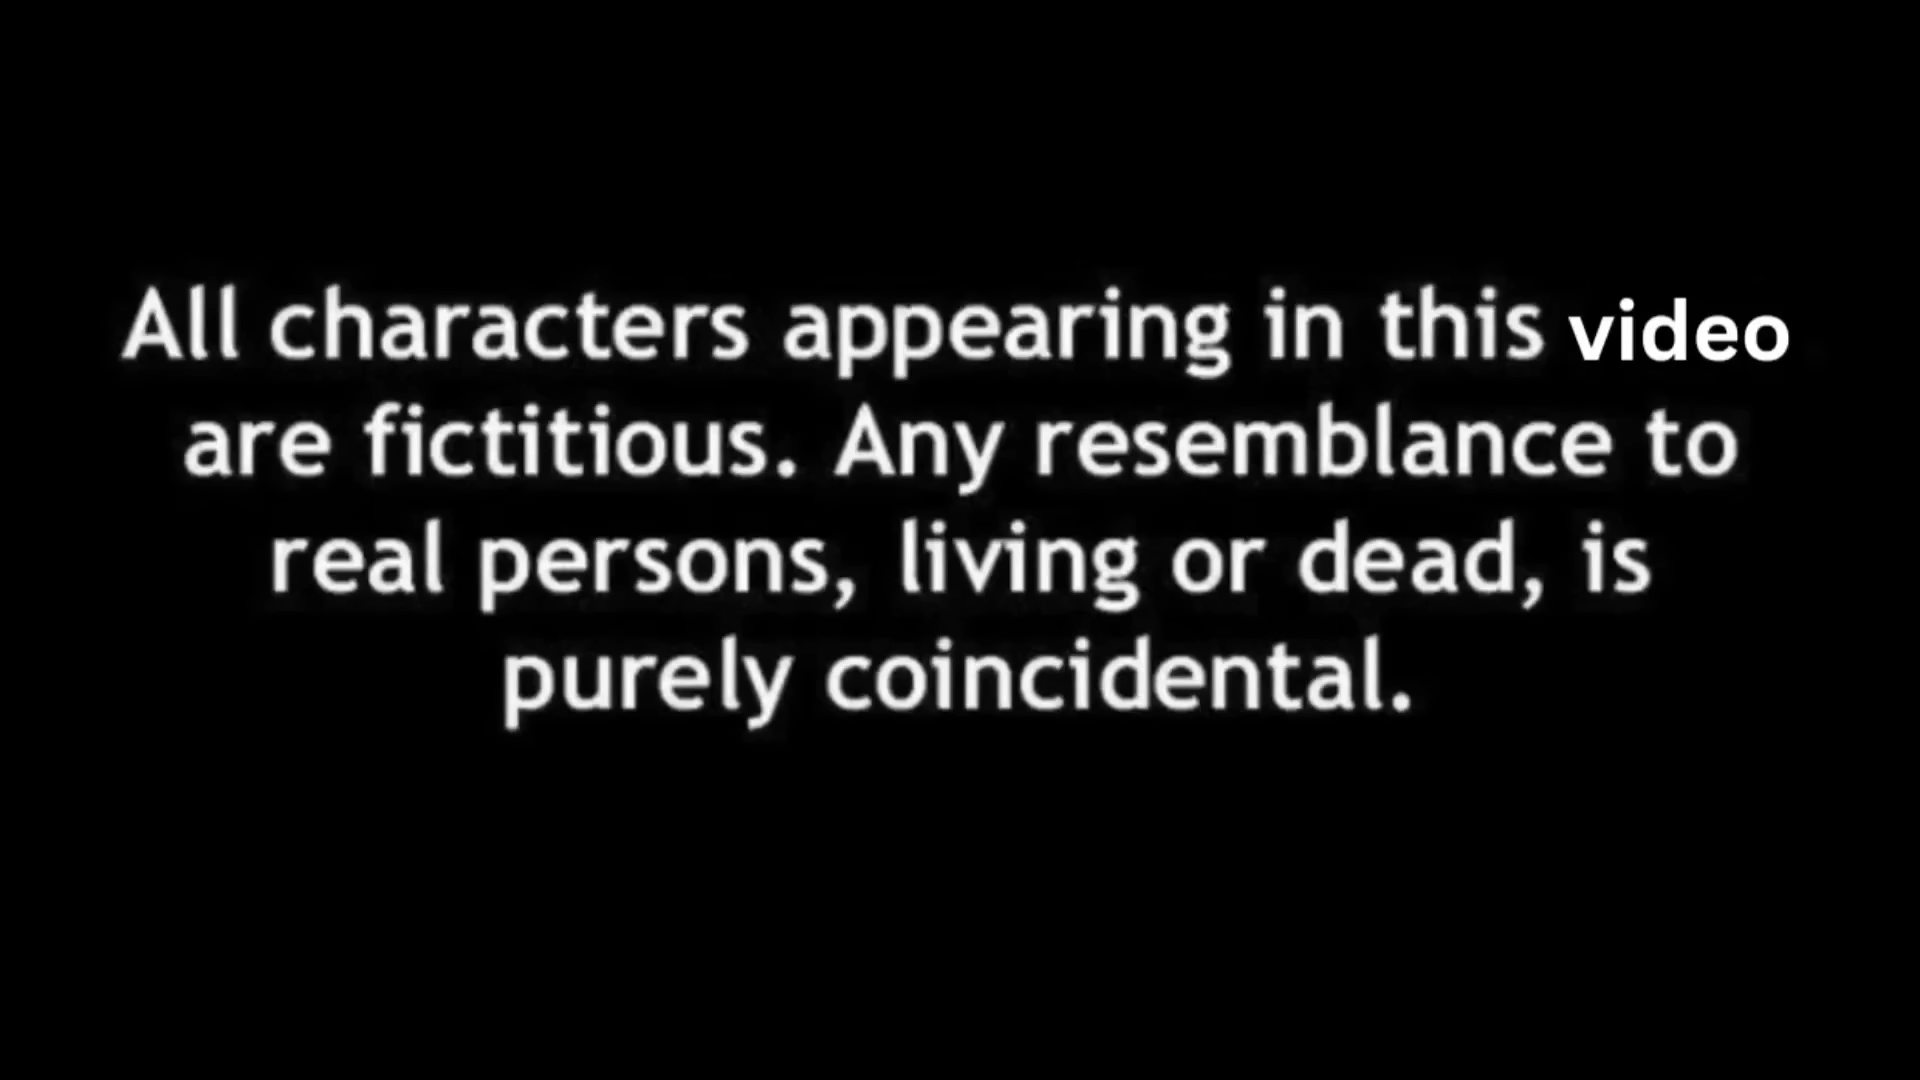 All characters appearing in this video
are fictitious. Any resemblance to
real persons, living or dead, is
purely coincidental.